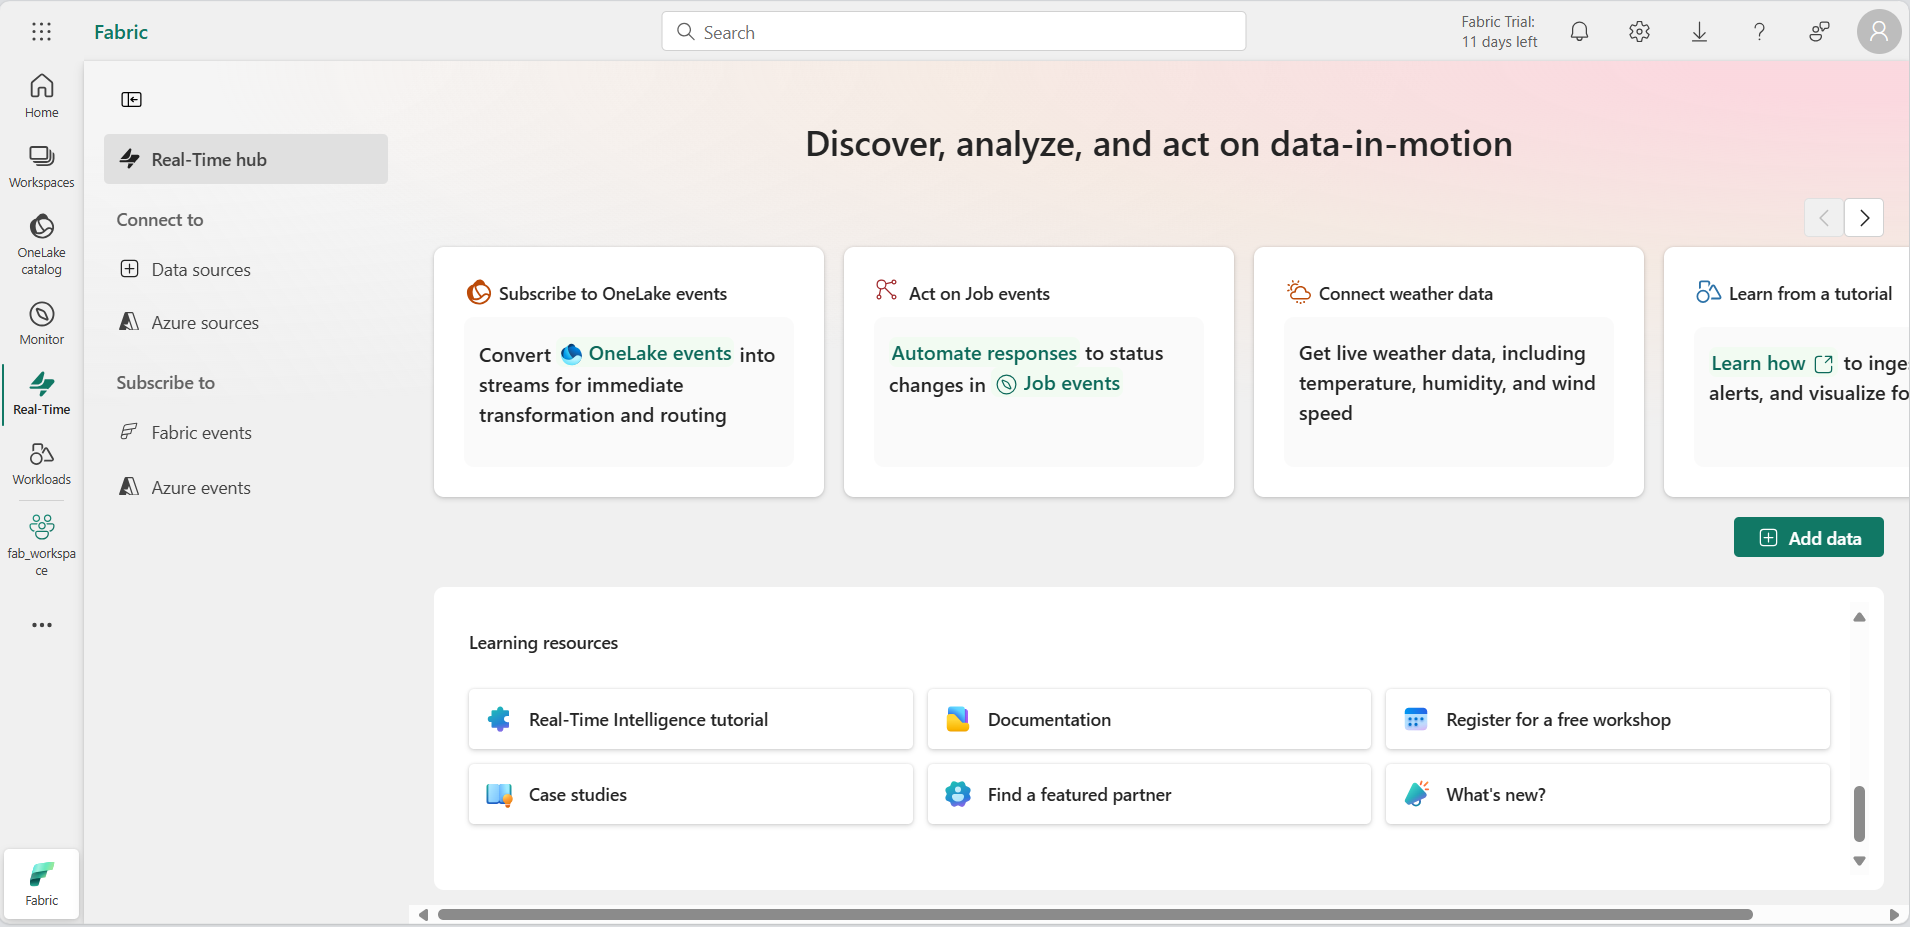 Fabric
Search
Fabric Trial:
11 days left
Home
Workspaces
OneLake
catalog
Monitor
Real-Time
Workloads
fab_workspa
ce
Fabric
Real-Time hub
Connect to
Data sources
Azure sources
Subscribe to
Fabric events
Azure events
Discover, analyze, and act on data-in-motion
Subscribe to OneLake events
Convert OneLake events into
streams for immediate
transformation and routing
Act on Job events
Automate responses to status
changes in Job events
Connect weather data
Get live weather data, including
temperature, humidity, and wind
speed
Learn from a tutorial
Learn how to inges
alerts, and visualize fo
Add data
Learning resources
Real-Time Intelligence tutorial
Documentation
Register for a free workshop
Case studies
Find a featured partner
What's new?